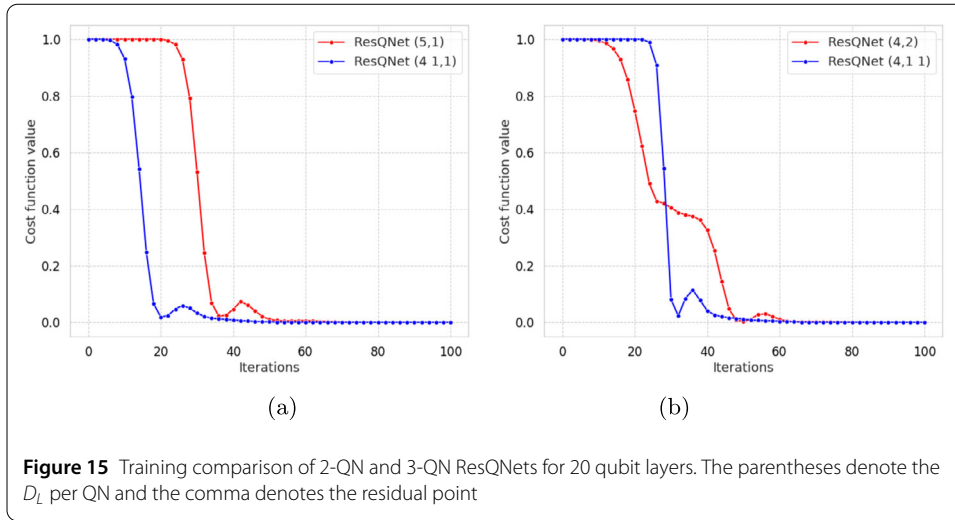 1.0
0.8
0.6
0.4
0.2
0.0
Cost function value
0 20 40 60 80 100
Iterations
ResQNet (5,1)
ResQNet (4 1,1)
(a)
1.0
0.8
0.6
0.4
0.2
0.0
Cost function value
0 20 40 60 80 100
Iterations
ResQNet (4,2)
ResQNet (4,1 1)
(b)
Figure 15 Training comparison of 2-QN and 3-QN ResQNets for 20 qubit layers. The parentheses denote the
D_L per QN and the comma denotes the residual point